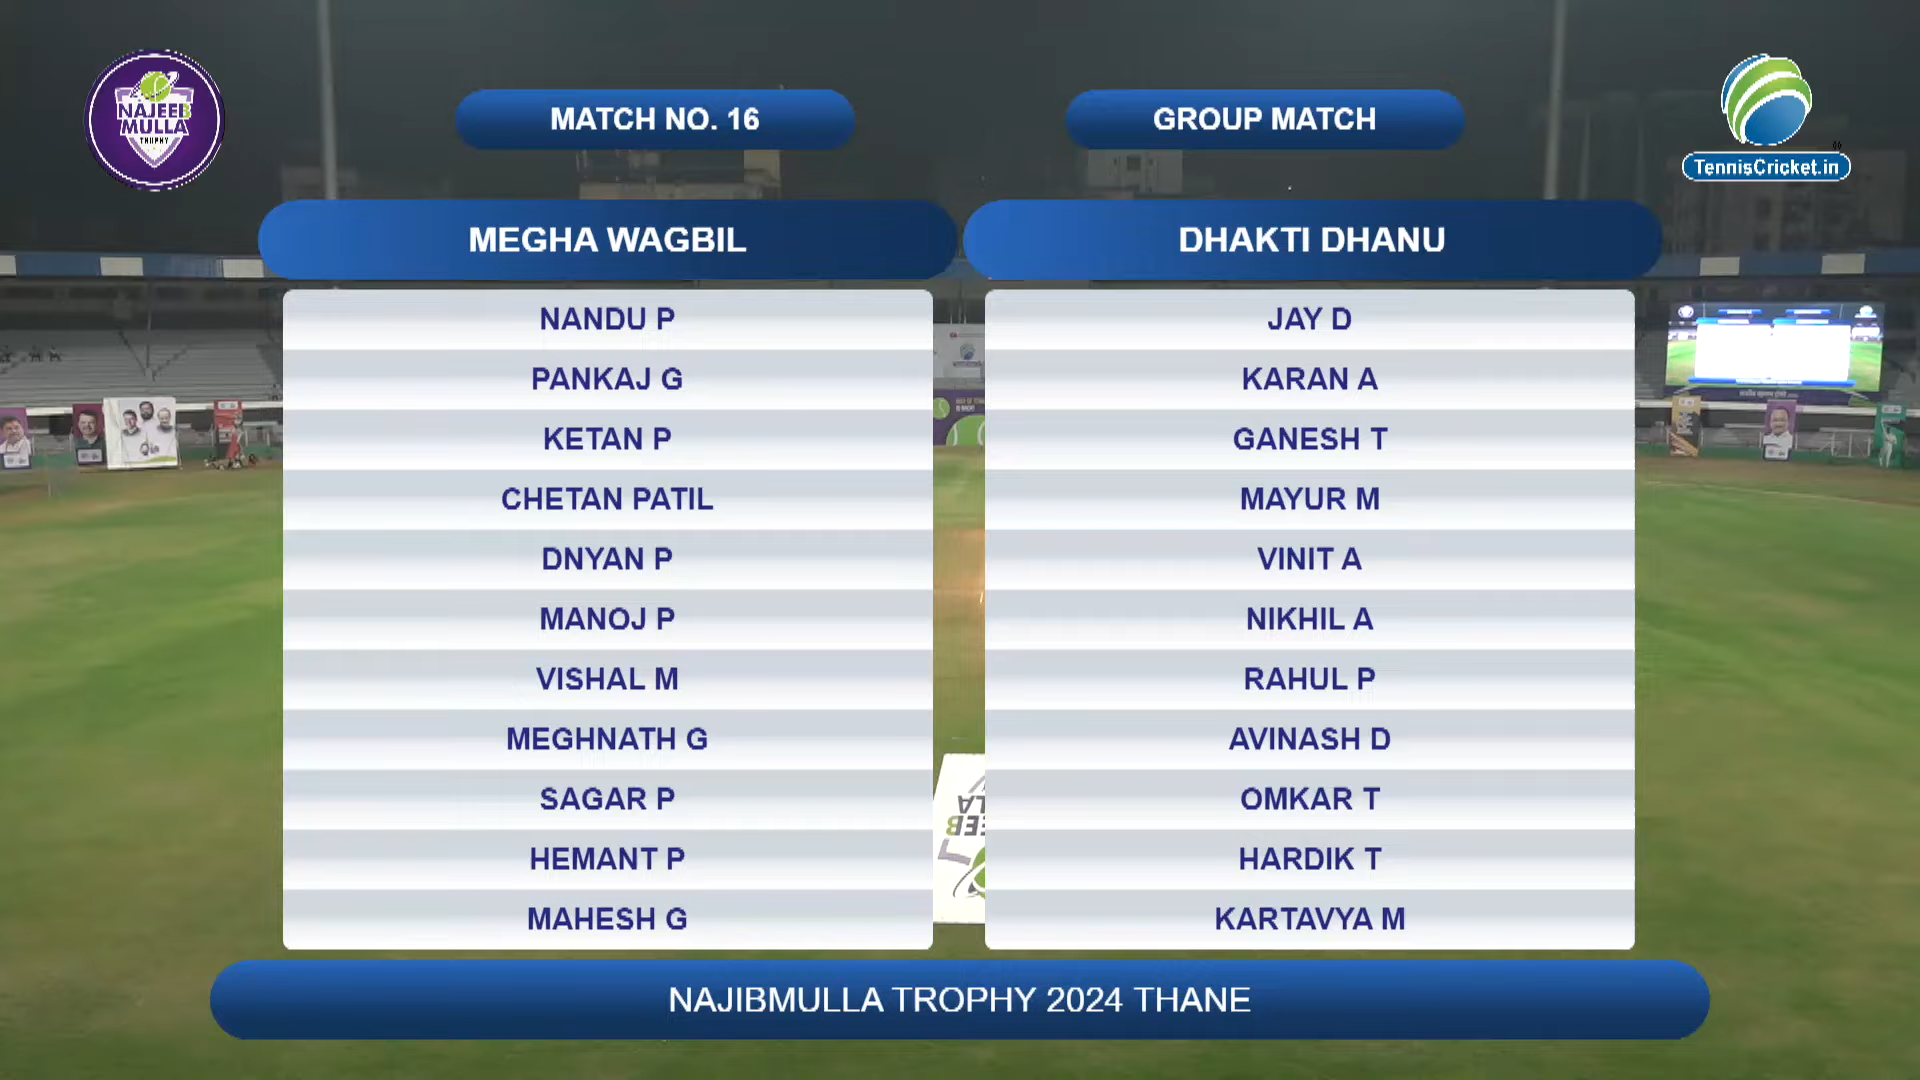 NAJEEB
MULLA
TROPHY
MATCH NO. 16
GROUP MATCH
TennisCricket.in
MEGHA WAGBIL
DHAKTI DHANU
NANDU P
PANKAJ G
KETAN P
CHETAN PATIL
DNYAN P
MANOJ P
VISHAL M
MEGHNATH G
SAGAR P
HEMANT P
MAHESH G
JAY D
KARAN A
GANESH T
MAYUR M
VINIT A
NIKHIL A
RAHUL P
AVINASH D
OMKAR T
HARDIK T
KARTAVYA M
NAJIBMULLA TROPHY 2024 THANE